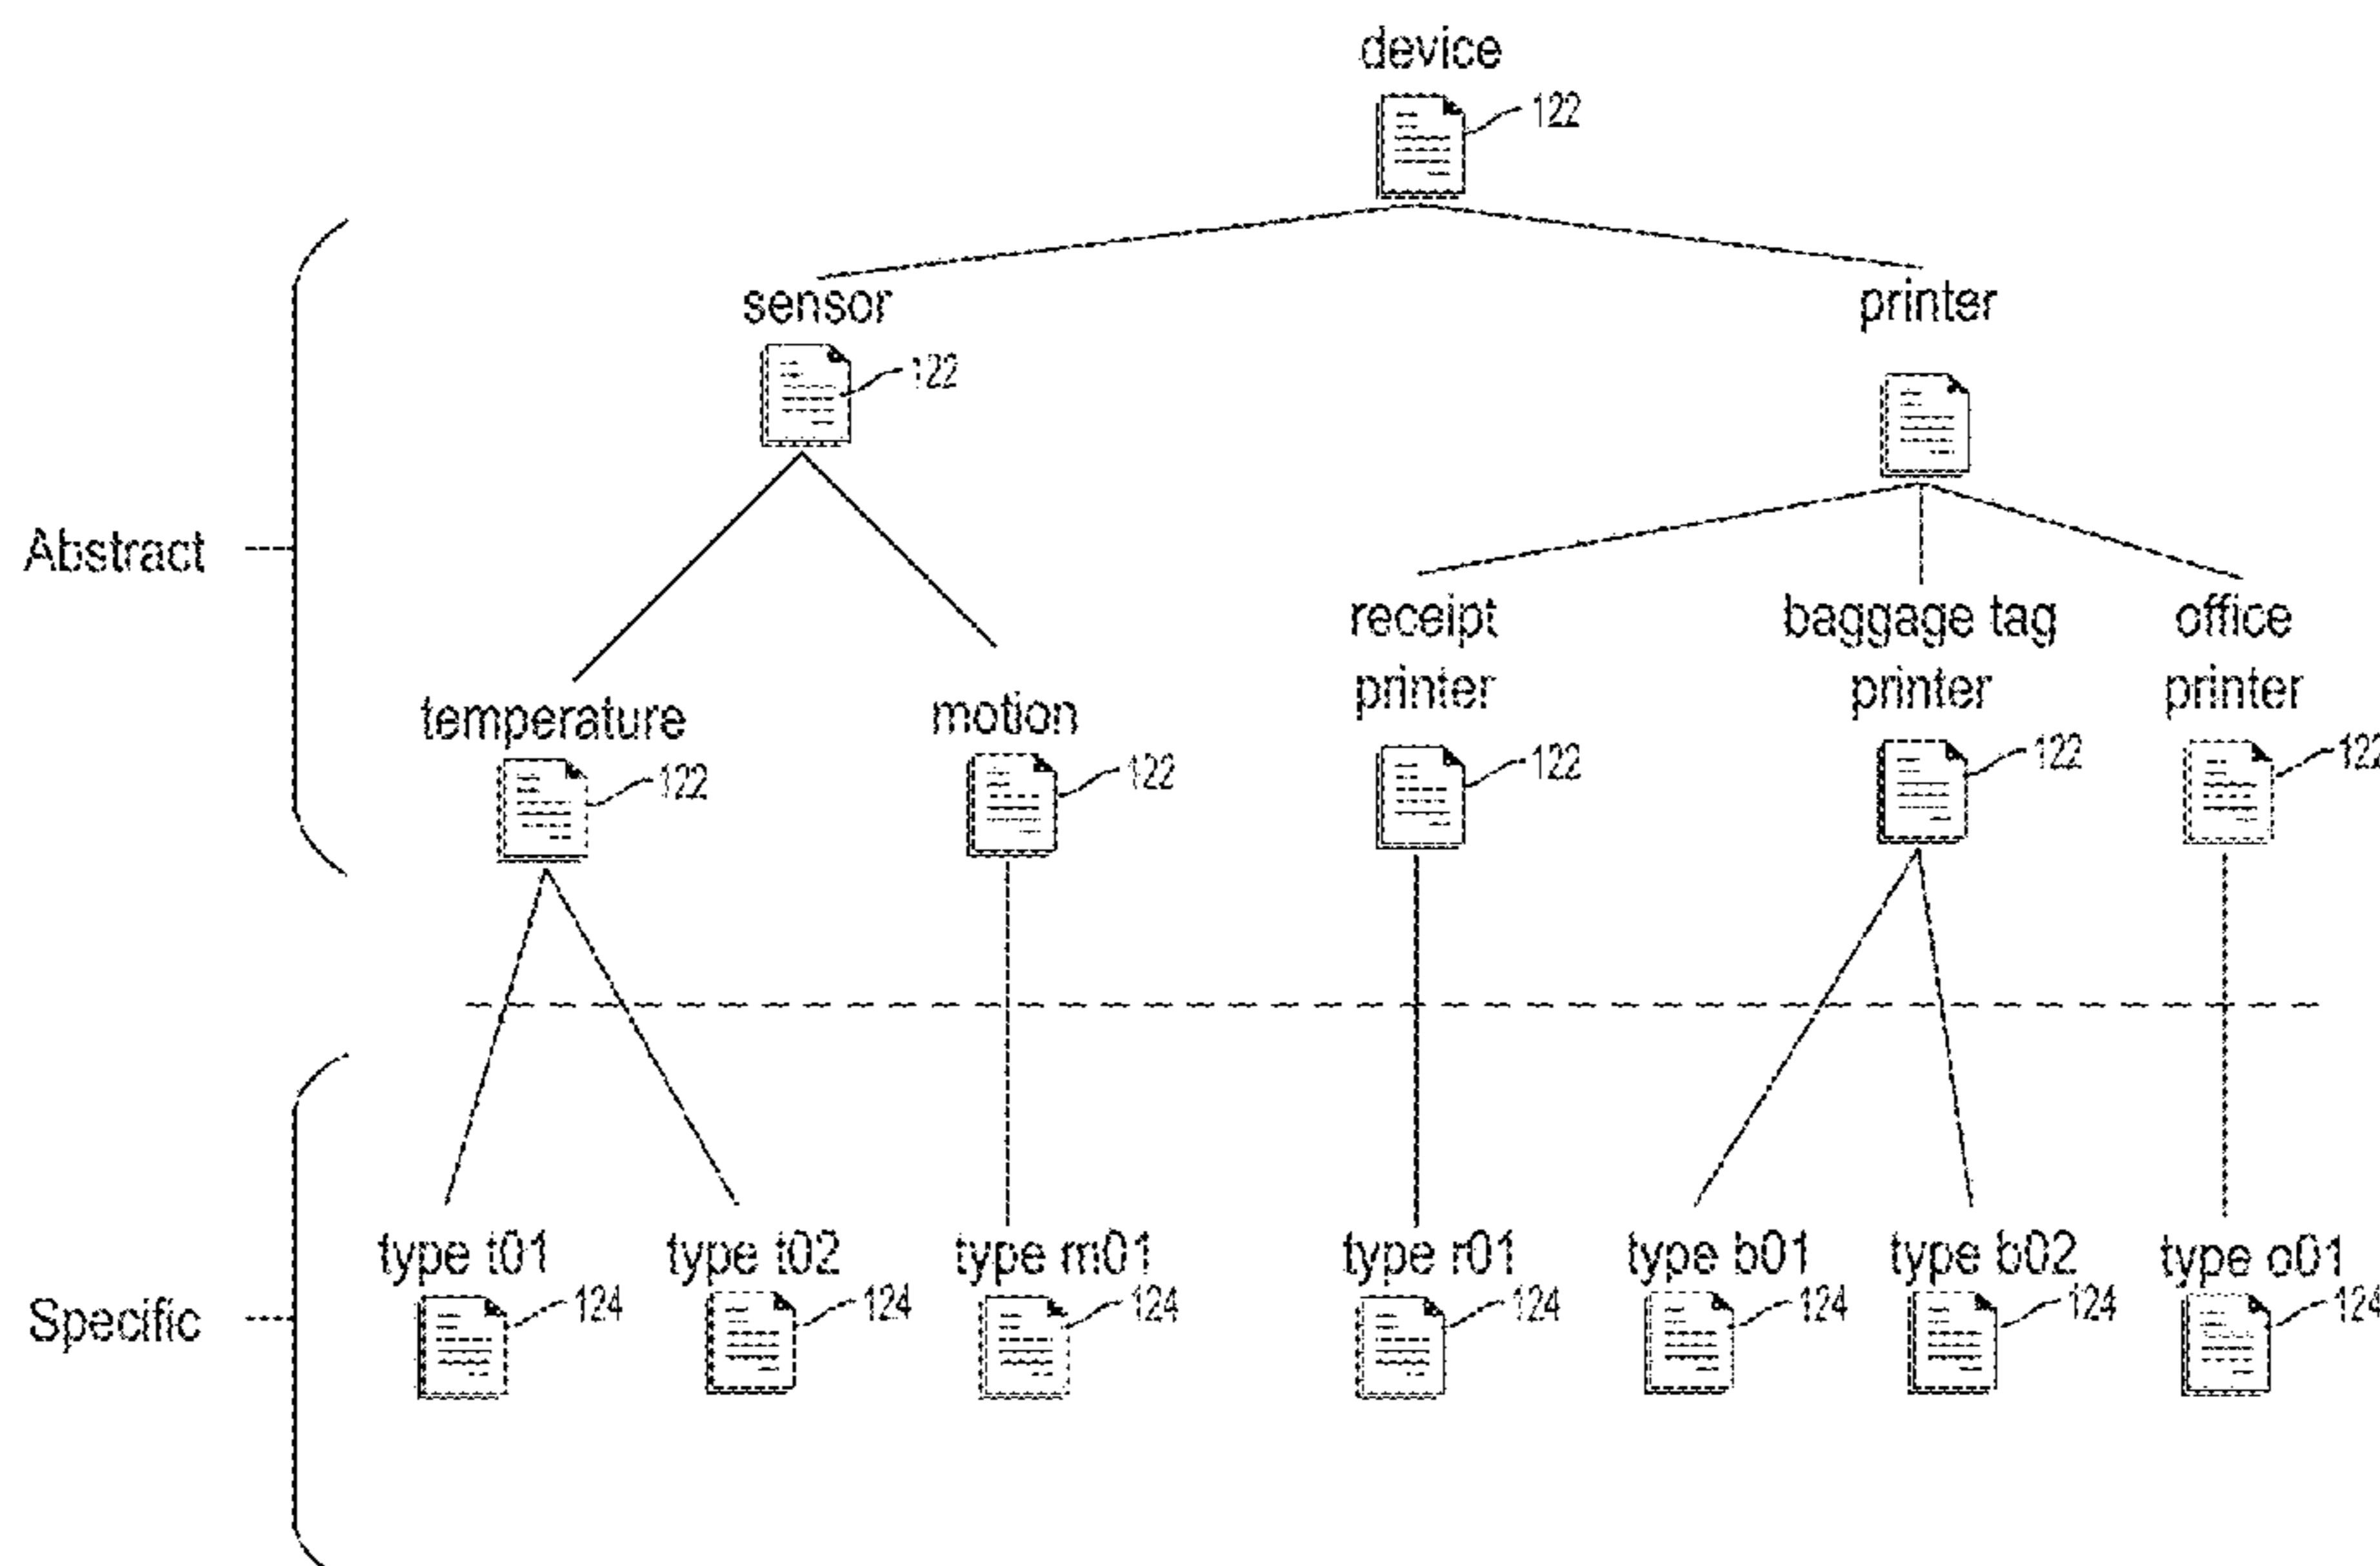 device
122
sensor
printer
122
Abstract
receipt
baggage tag
office
printer
printer
printer
temperature
motion
122
122
122
122
122
type t01
type t02
type m01
type r01
type b01
type b02
type o01
Specific
124
124
124
124
124
124
124